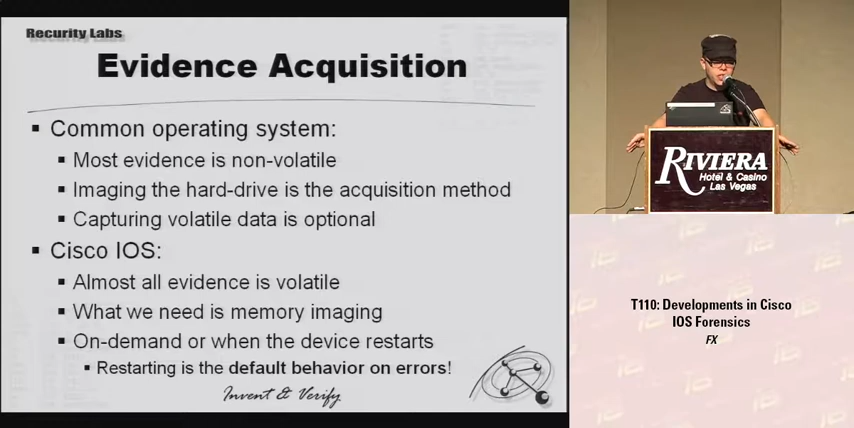 Recurity Labs
Evidence Acquisition
Common operating system:
Most evidence is non-volatile
Imaging the hard-drive is the acquisition method
Capturing volatile data is optional
Cisco IOS:
Almost all evidence is volatile
What we need is memory imaging
On-demand or when the device restarts
Restarting is the default behavior on errors!
Invent & Verify
RIVIERA
Hotel & Casino
Las Vegas
T110: Developments in Cisco
IOS Forensics
FX